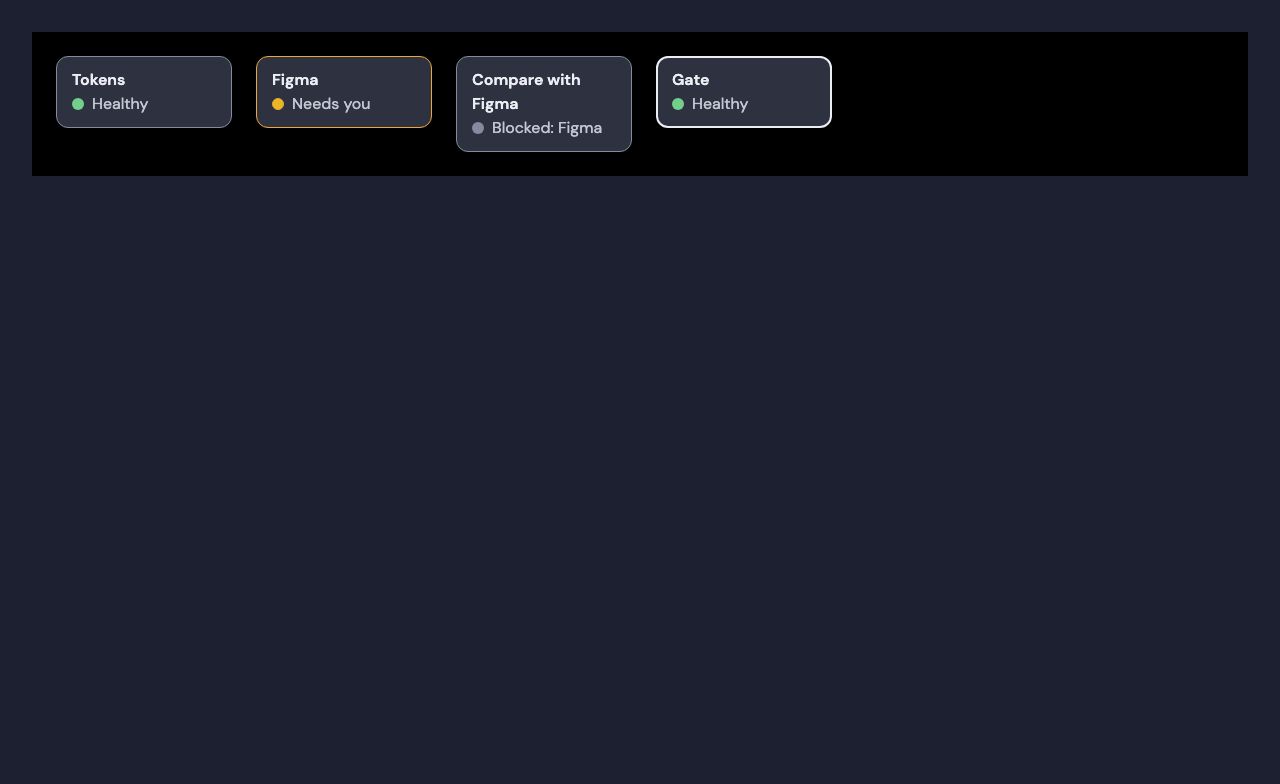 Tokens
Healthy
Figma
Needs you
Compare with
Figma
Blocked: Figma
Gate
Healthy